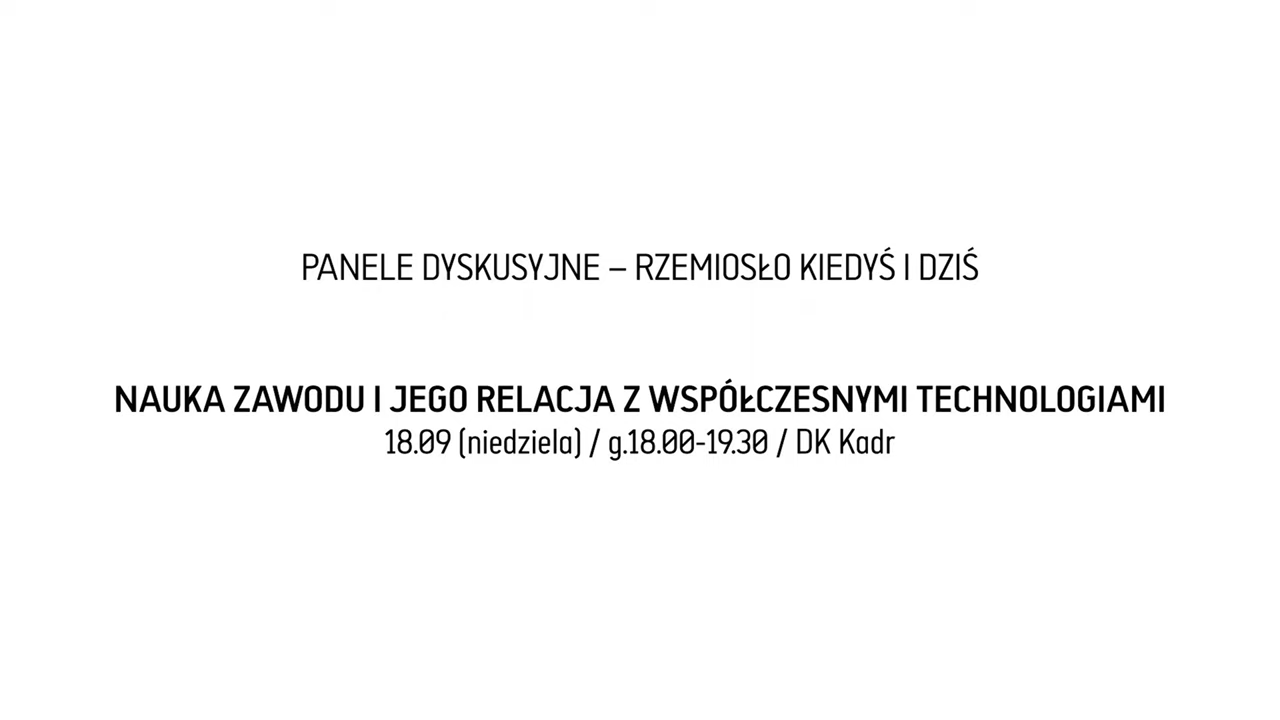 PANELE DYSKUSYJNE – RZEMIOSŁO KIEDYŚ I DZIŚ
NAUKA ZAWODU I JEGO RELACJA Z WSPÓŁCZESNYMI TECHNOLOGIAMI
18.09 (niedziela) / g.18.00-19.30 / DK Kadr